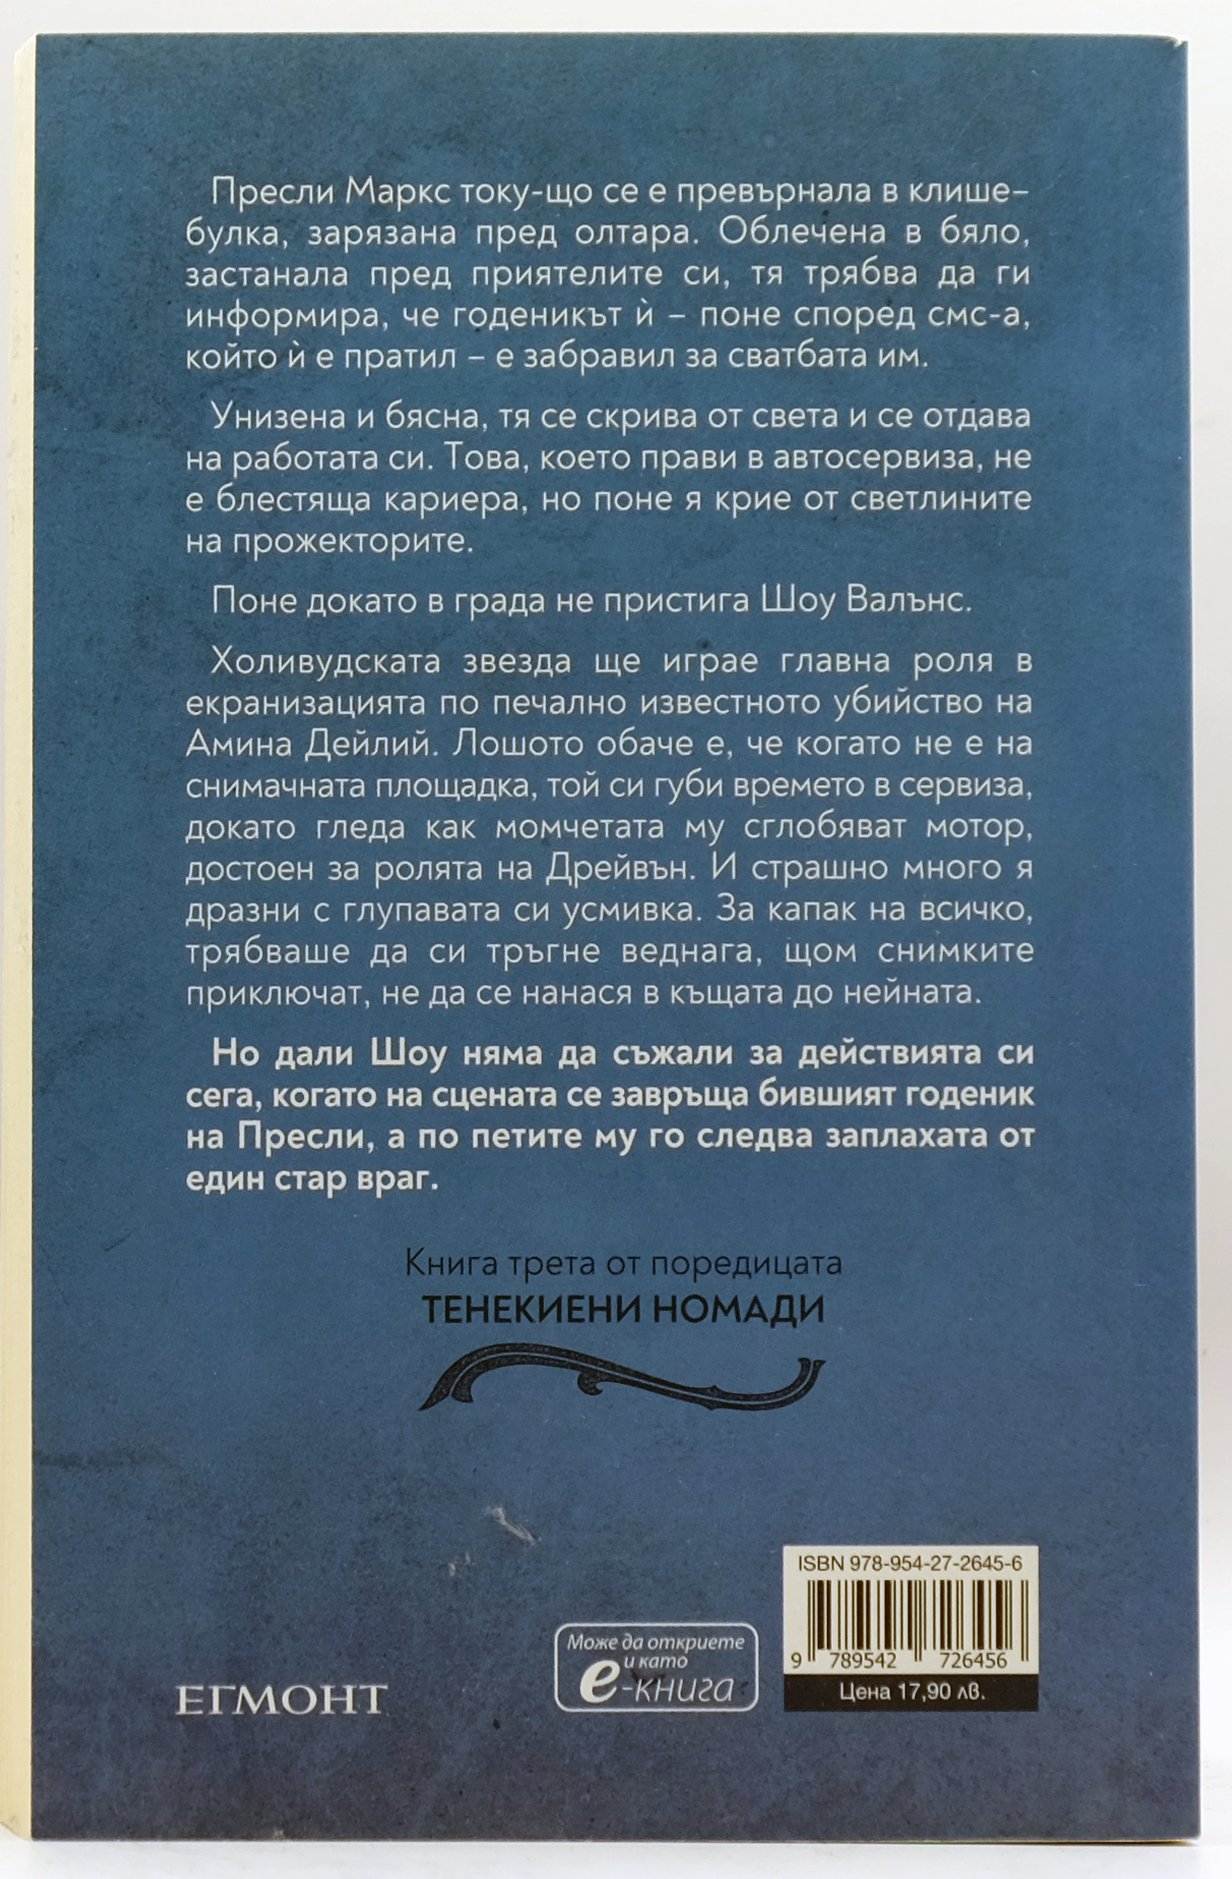 Пресли Маркс току-що се е превърнала в клише–
булка, зарязана пред олтара. Облечена в бяло,
застанала пред приятелите си, тя трябва да ги
информира, че годеникът ѝ – поне според смс-а,
който ѝ е пратил – е забравил за сватбата им.
Унизена и бясна, тя се скрива от света и се отдава
на работата си. Това, което прави в автосервиза, не
е блестяща кариера, но поне я крие от светлините
на прожекторите.
Поне докато в града не пристига Шоу Валънс.
Холивудската звезда ще играе главна роля в
екранизацията по печално известното убийство на
Амина Дейлий. Лошото обаче е, че когато не е на
снимачната площадка, той си губи времето в сервиза,
докато гледа как момчетата му сглобяват мотор,
достоен за ролята на Дрейвън. И страшно много я
дразни с глупавата си усмивка. За капак на всичко,
трябваше да си тръгне веднага, щом снимките
приключат, не да се нанася в къщата до нейната.
Но дали Шоу няма да съжали за действията си
сега, когато на сцената се завръща бившият годеник
на Пресли, а по петите му го следва заплахата от
един стар враг.
Книга трета от поредицата
ТЕНЕКИЕНИ НОМАДИ
ISBN 978-954-27-2645-6
9 789542 726456
Цена 17,90 лв.
Може да откриете
и като
е-книга
ЕГМОНТ